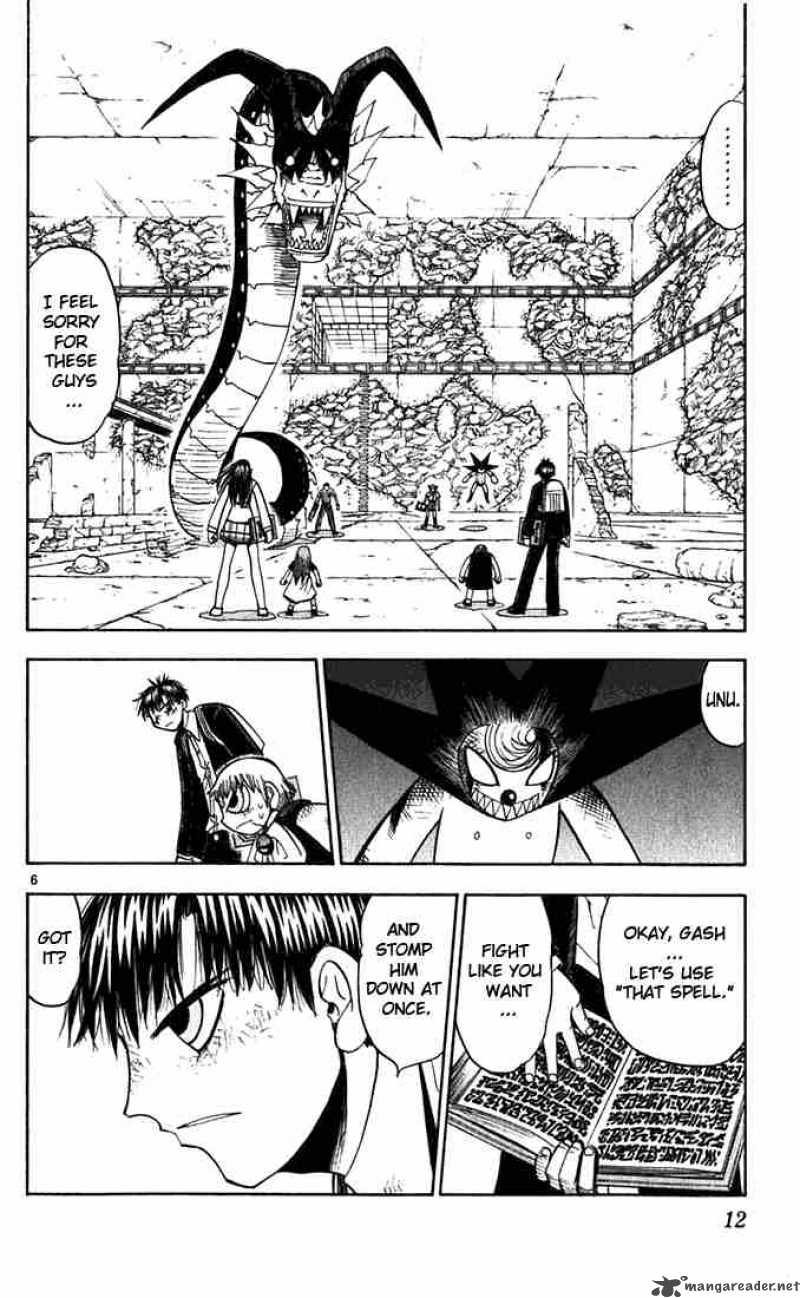 .........
I FEEL
SORRY
FOR
THESE
GUYS
...
UNU.
6
OKAY, GASH
...
LET'S USE
"THAT SPELL."
FIGHT
LIKE YOU
WANT
...
AND
STOMP
HIM
DOWN AT
ONCE.
GOT
IT?
12
mangareader.net